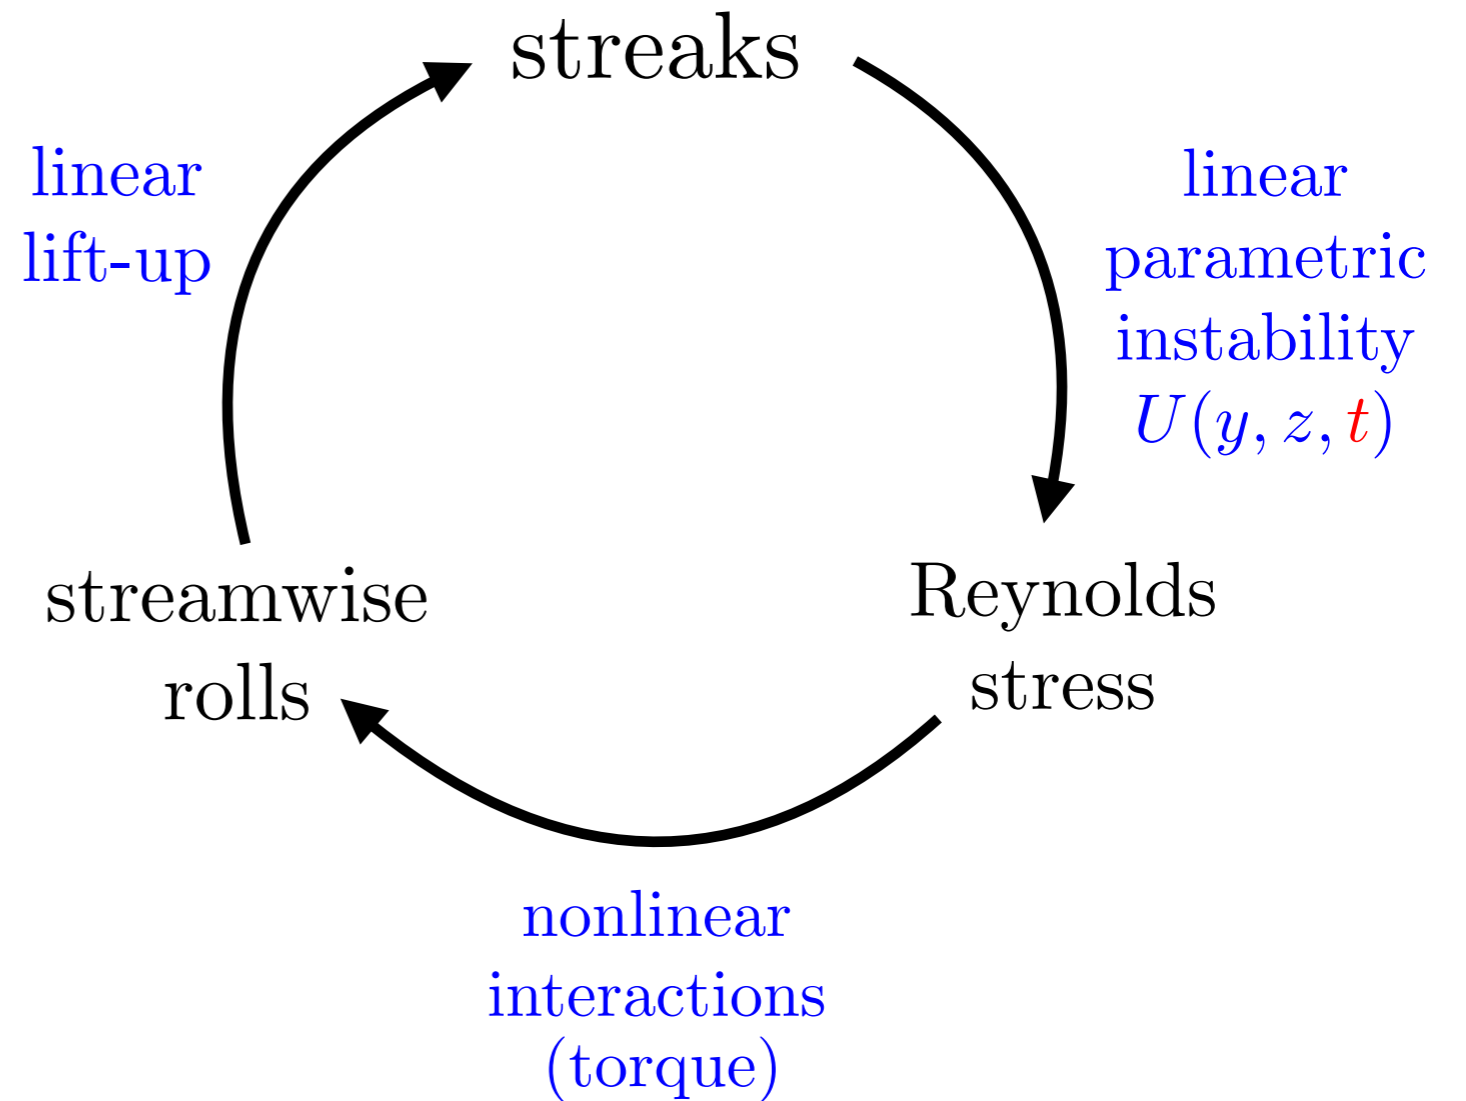 streaks
linear
lift-up
linear
parametric
instability
U(y, z, t)
streamwise
rolls
Reynolds
stress
nonlinear
interactions
(torque)